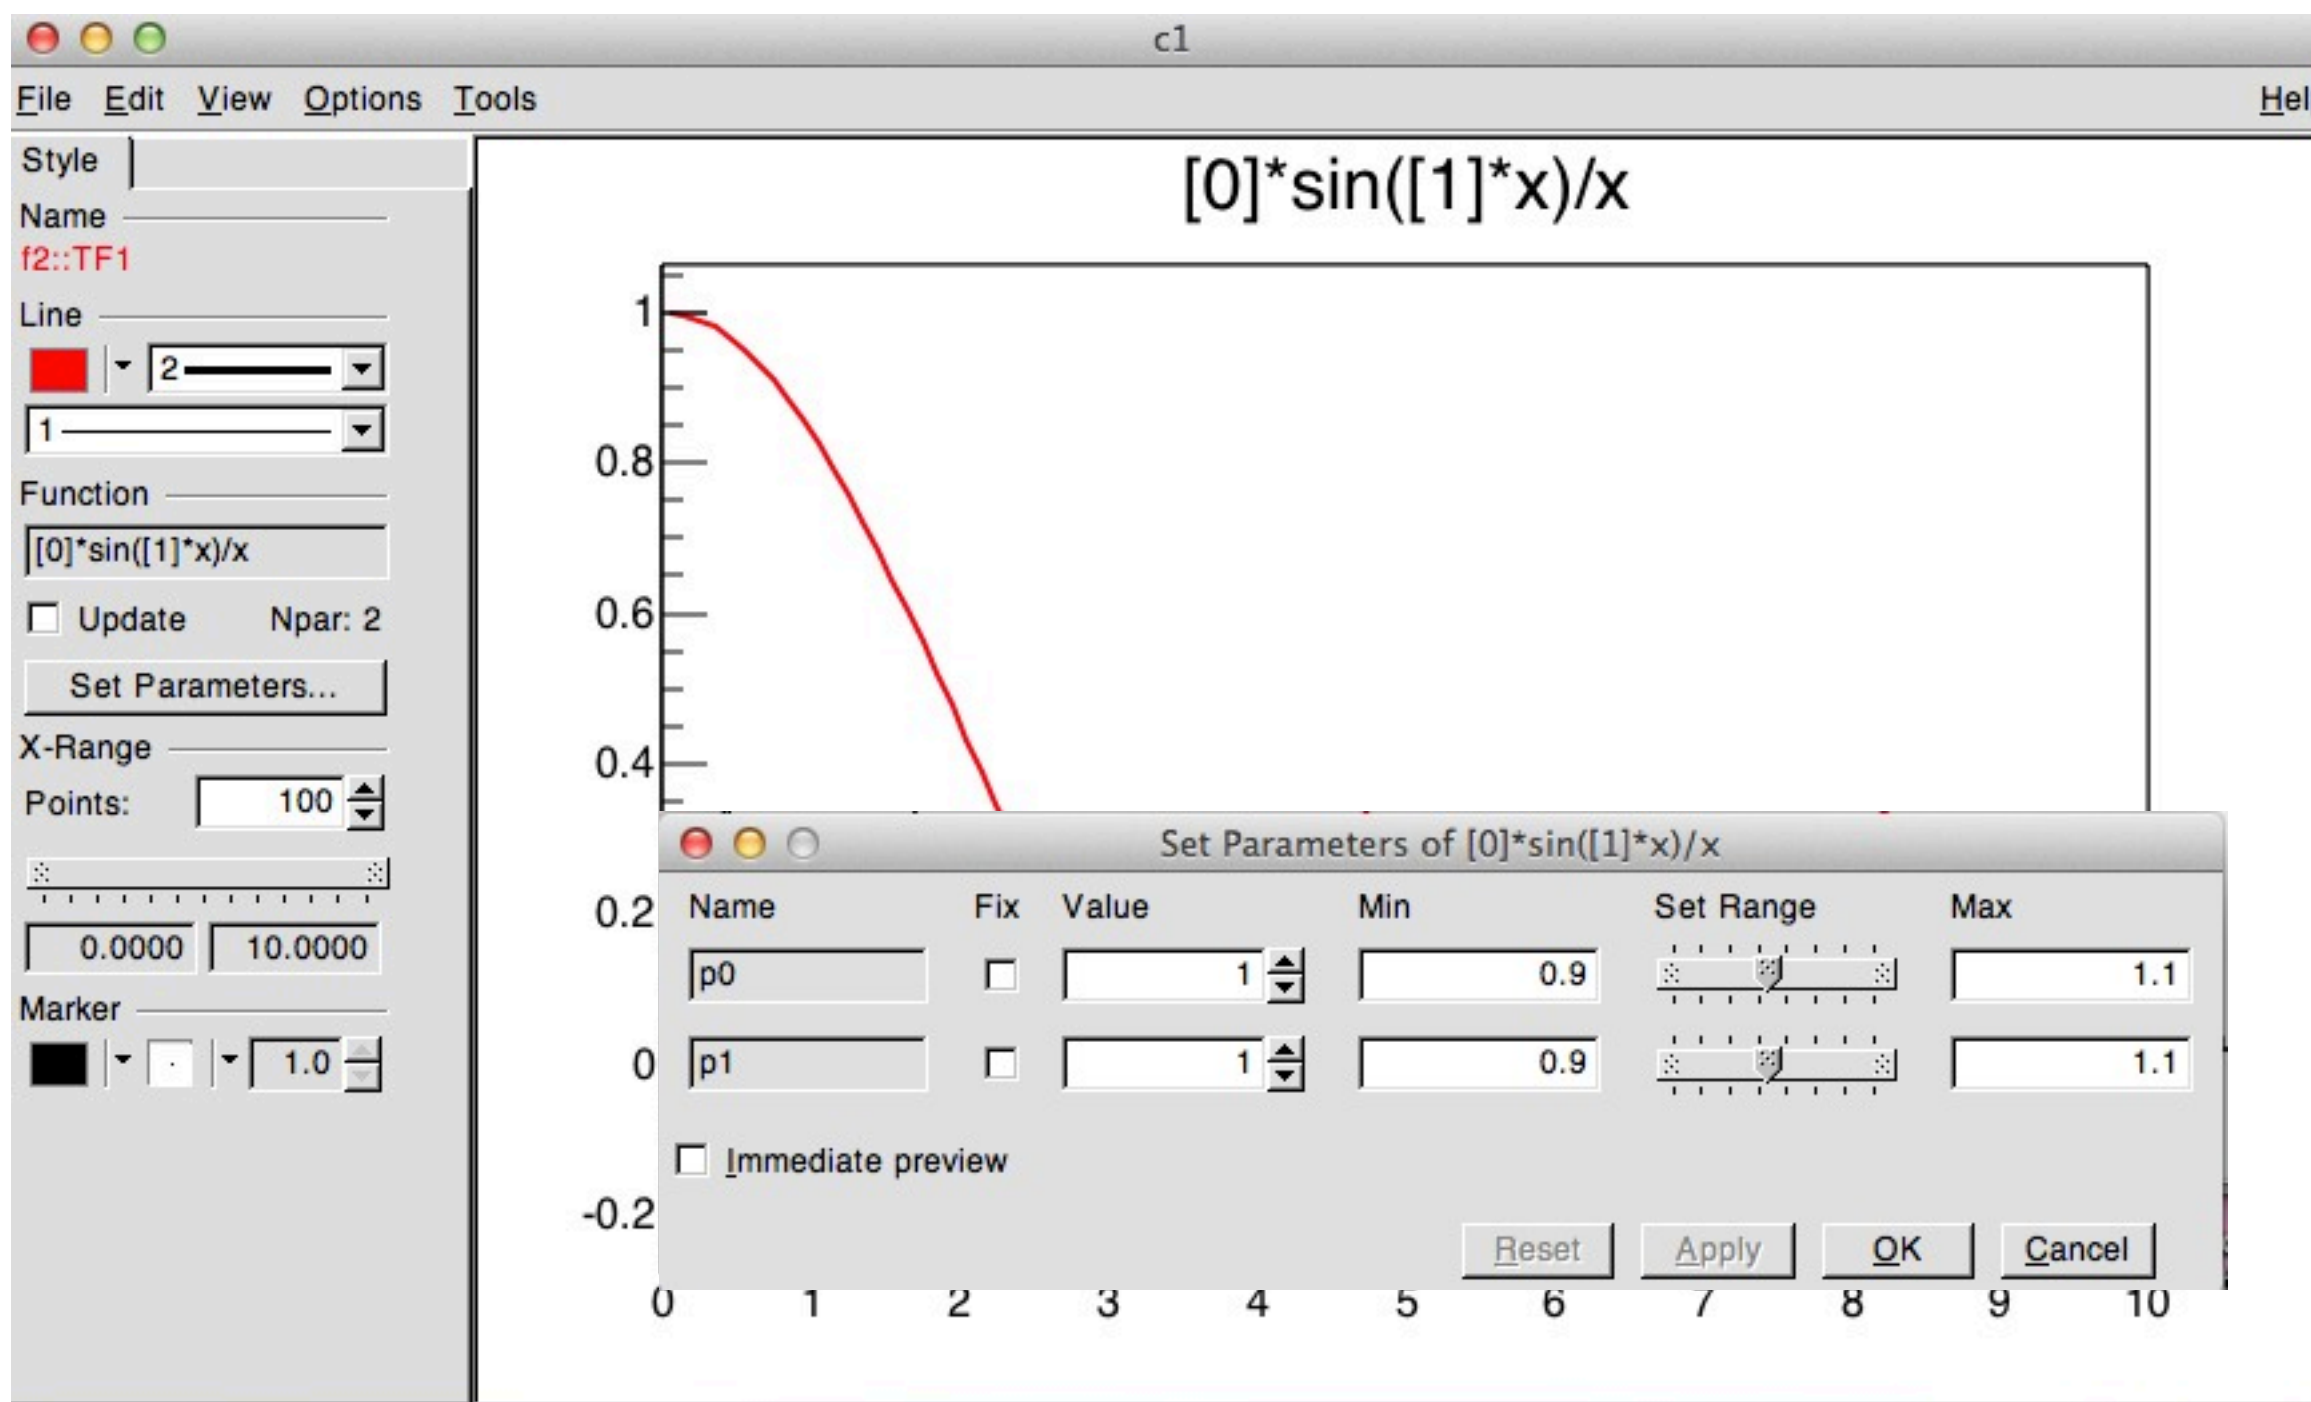 c1
File Edit View Options Tools Hel
Style
Name
f2::TF1
Line
2
1
Function
[0]*sin([1]*x)/x
Update Npar: 2
Set Parameters...
X-Range
Points: 100
0.0000 10.0000
Marker
1.0
[0]*sin([1]*x)/x
1
0.8
0.6
0.4
0.2
0
-0.2
0 1 2 3 4 5 6 7 8 9 10
Set Parameters of [0]*sin([1]*x)/x
Name Fix Value Min Set Range Max
p0 1 0.9 1.1
p1 1 0.9 1.1
Immediate preview
Reset Apply OK Cancel